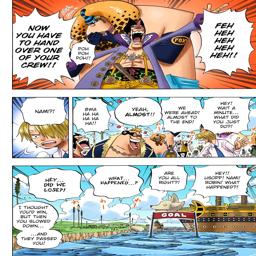 FEH
HEH
HEH
HEH
HEH!!
NOW
YOU HAVE
TO HAND
OVER ONE
OF YOUR
CREW!!
HEY!
WAIT A
MINUTE...
WHAT DID
YOU JUST
DO?!
WE
WERE
AHEAD!
ALMOST TO
THE END!
YEAH,
ALMOST!!
BWA
HA HA
HA
HA!!
NAMI?!
HEY!!
USOPP! NAMI!
ROBIN! WHAT
HAPPENED?!
ARE
YOU ALL
RIGHT?!
WHAT...
HAPPENED...?
HEY...
DID WE
LOSE?!
I THOUGHT
YOU'D WIN,
BUT THEN
YOU SLOWED
DOWN...
...AND
THEY PASSED
YOU!
GOAL